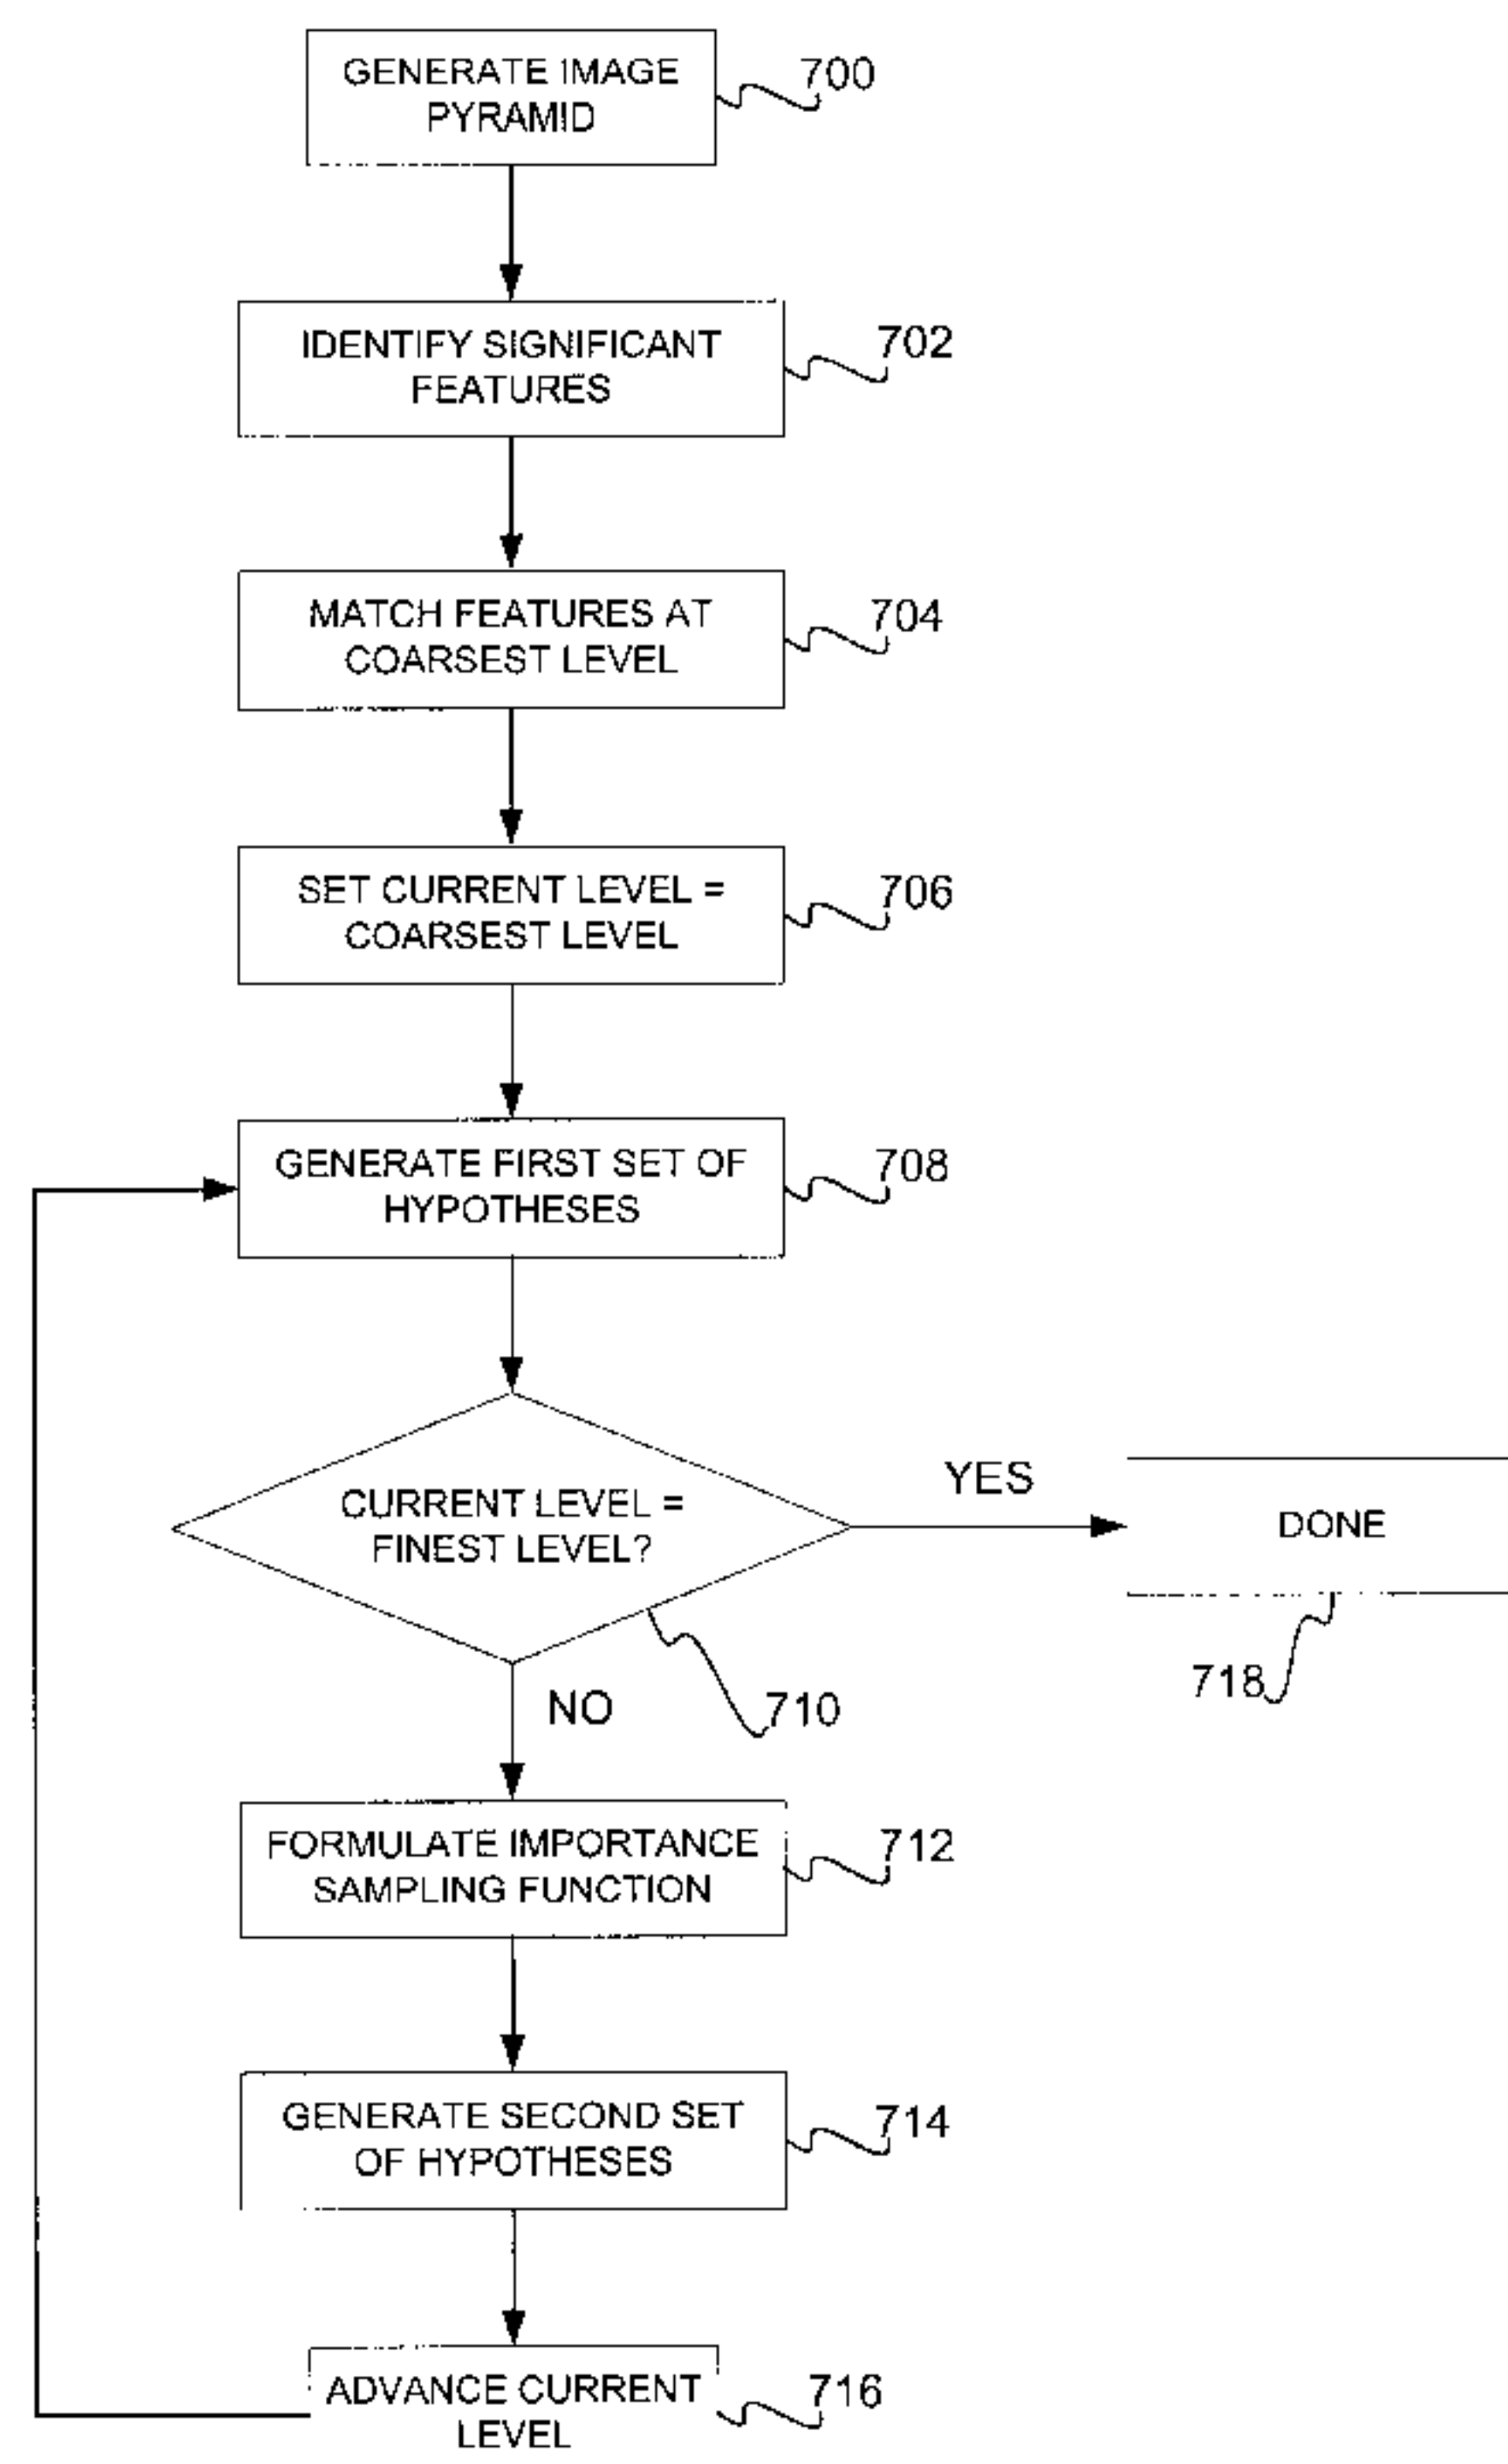 GENERATE IMAGE
PYRAMID
700
IDENTIFY SIGNIFICANT
FEATURES
702
MATCH FEATURES AT
COARSEST LEVEL
704
SET CURRENT LEVEL =
COARSEST LEVEL
706
GENERATE FIRST SET OF
HYPOTHESES
708
CURRENT LEVEL =
FINEST LEVEL?
YES
DONE
718
NO
710
FORMULATE IMPORTANCE
SAMPLING FUNCTION
712
GENERATE SECOND SET
OF HYPOTHESES
714
ADVANCE CURRENT
LEVEL
716